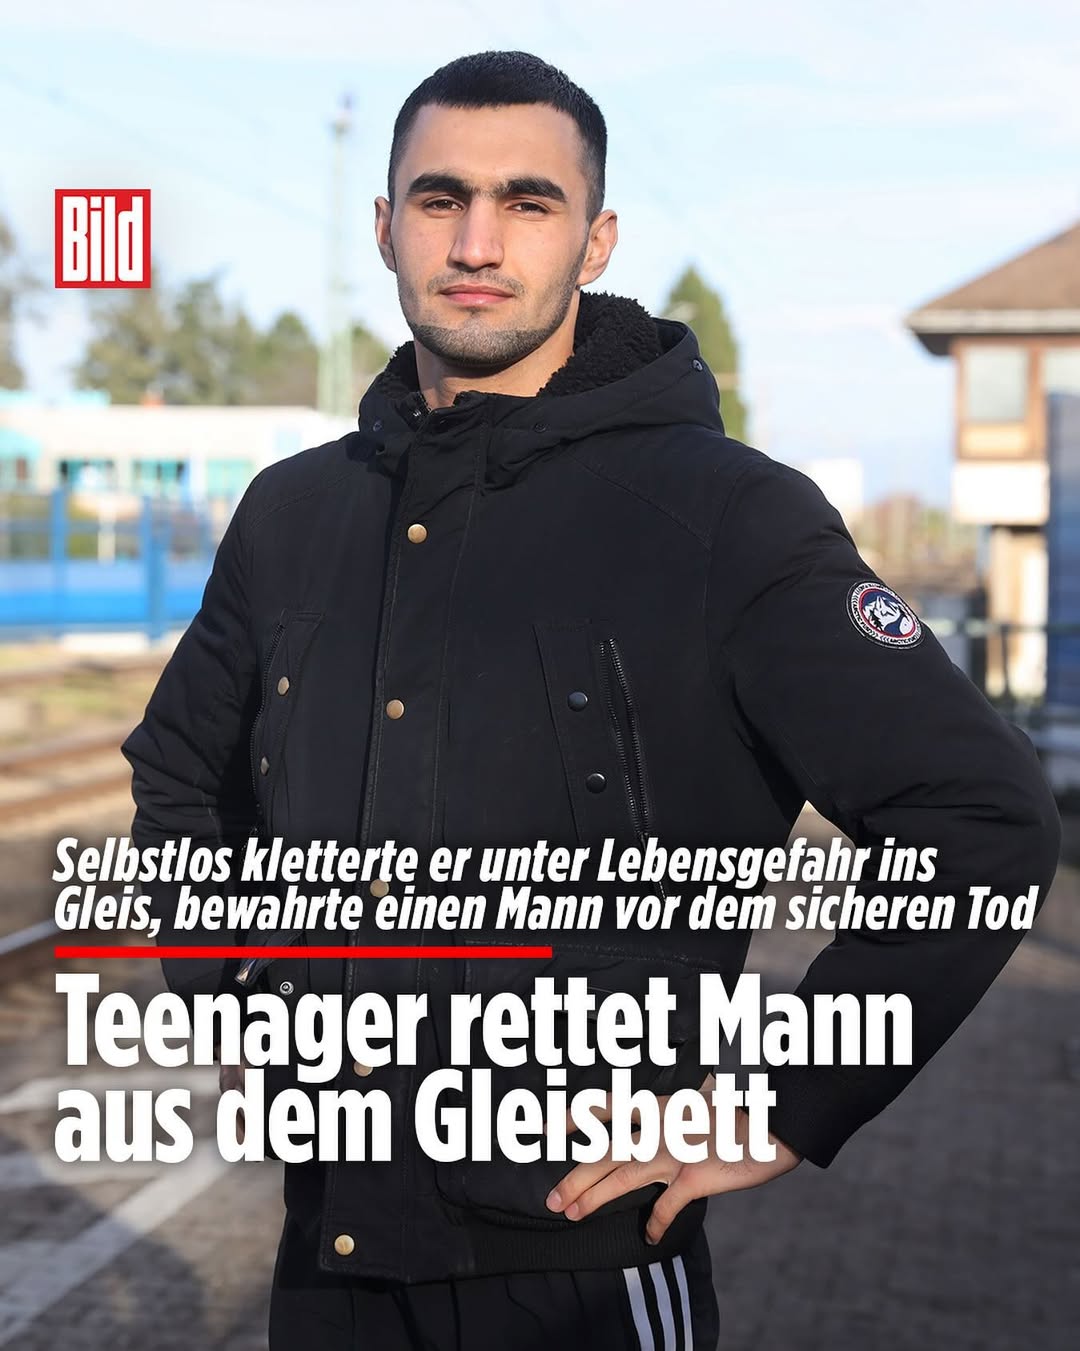 Bild
Selbstlos kletterte er unter Lebensgefahr ins
Gleis, bewahrte einen Mann vor dem sicheren Tod
Teenager rettet Mann
aus dem Gleisbett